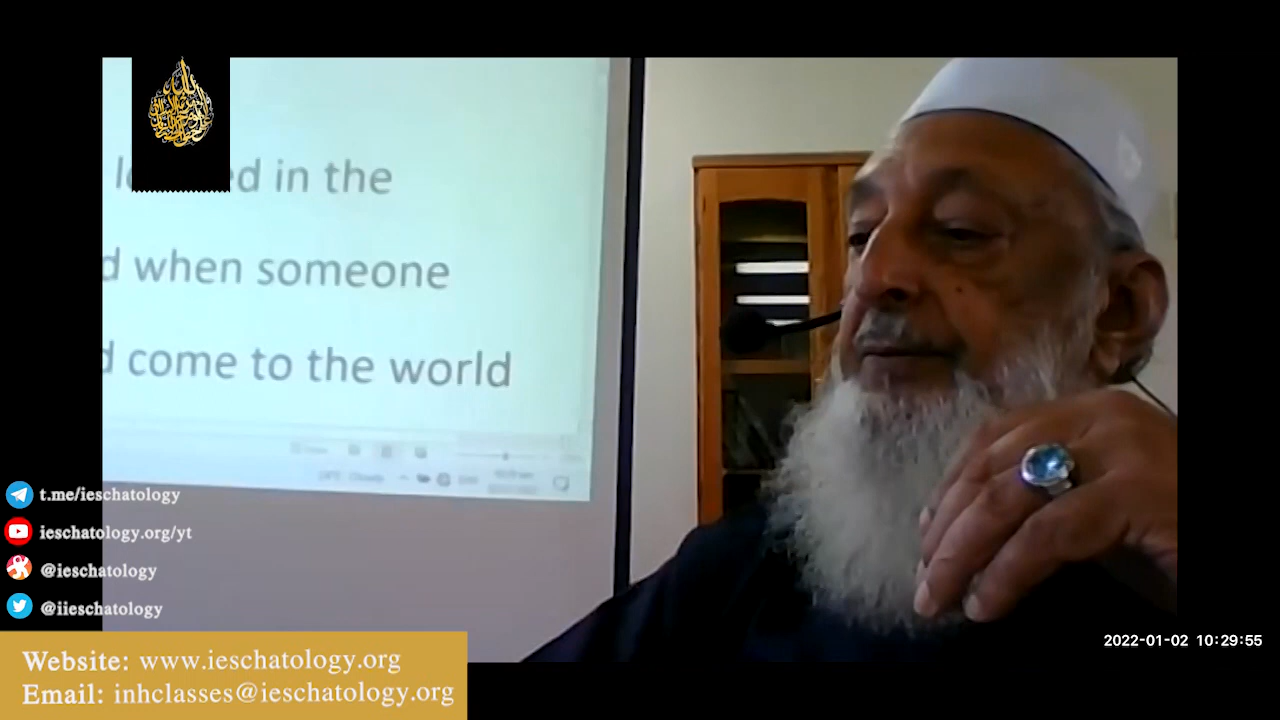 ed in the
d when someone
d come to the world
t.me/ieschatology
ieschatology.org/yt
@ieschatology
@iieschatology
2022-01-02 10:29:55
Website: www.ieschatology.org
Email: inhclasses@ieschatology.org